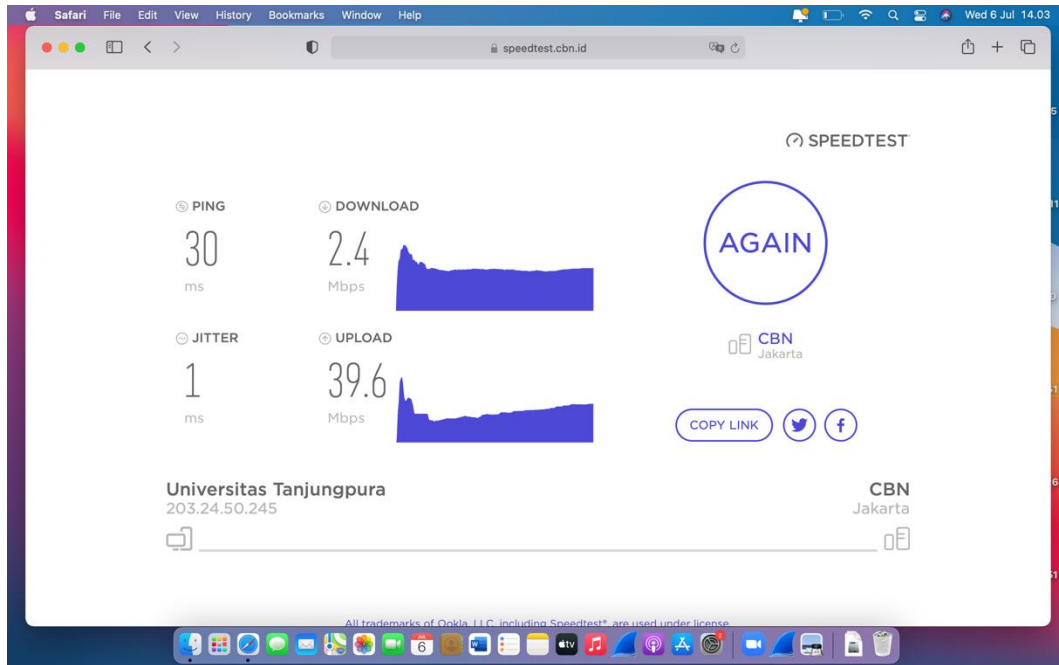 Safari File Edit View History Bookmarks Window Help Wed 6 Jul 14.03
speedtest.cbn.id
SPEEDTEST
PING
30
ms
DOWNLOAD
2.4
Mbps
AGAIN
JITTER
1
ms
UPLOAD
39.6
Mbps
CBN
Jakarta
COPY LINK
Universitas Tanjungpura
203.24.50.245
CBN
Jakarta
All trademarks of Ookla, LLC, including Speedtest®, are used under license.
6
tv